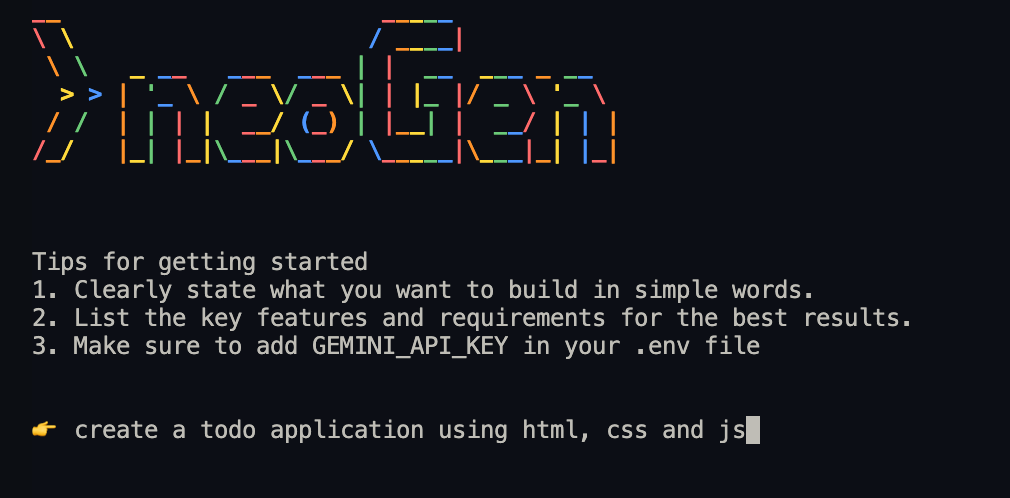 neoGen
Tips for getting started
1. Clearly state what you want to build in simple words.
2. List the key features and requirements for the best results.
3. Make sure to add GEMINI_API_KEY in your .env file
👉 create a todo application using html, css and js